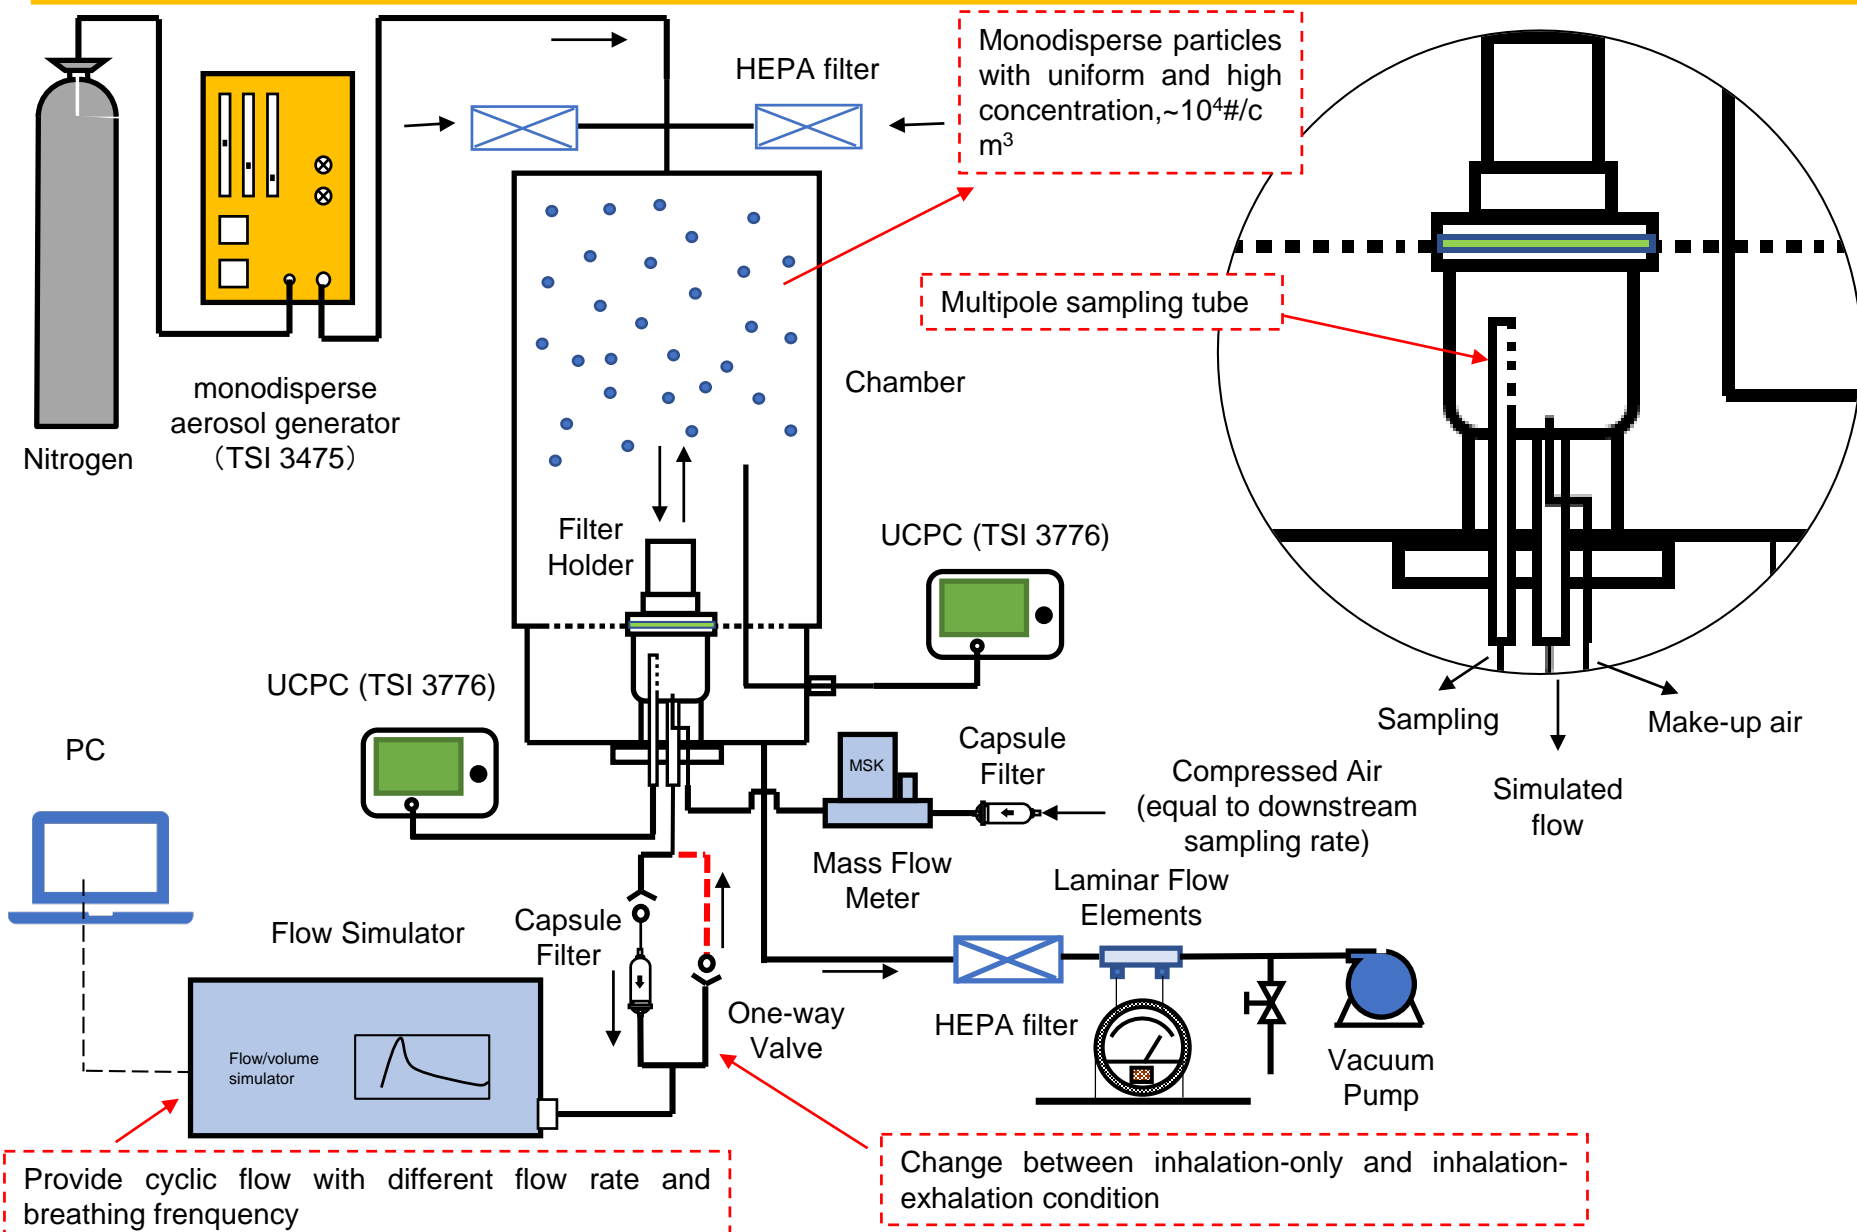 HEPA filter
Monodisperse particles
with uniform and high
concentration,~10⁴#/c
m³
Multipole sampling tube
Chamber
monodisperse
aerosol generator
（TSI 3475）
Nitrogen
Filter
Holder
UCPC (TSI 3776)
UCPC (TSI 3776)
Sampling
Make-up air
Simulated
flow
PC
MSK
Capsule
Filter
Compressed Air
(equal to downstream
sampling rate)
Mass Flow
Meter
Laminar Flow
Elements
Flow Simulator
Capsule
Filter
One-way
Valve
HEPA filter
Vacuum
Pump
Flow/volume
simulator
Provide cyclic flow with different flow rate and
breathing frenquency
Change between inhalation-only and inhalation-
exhalation condition